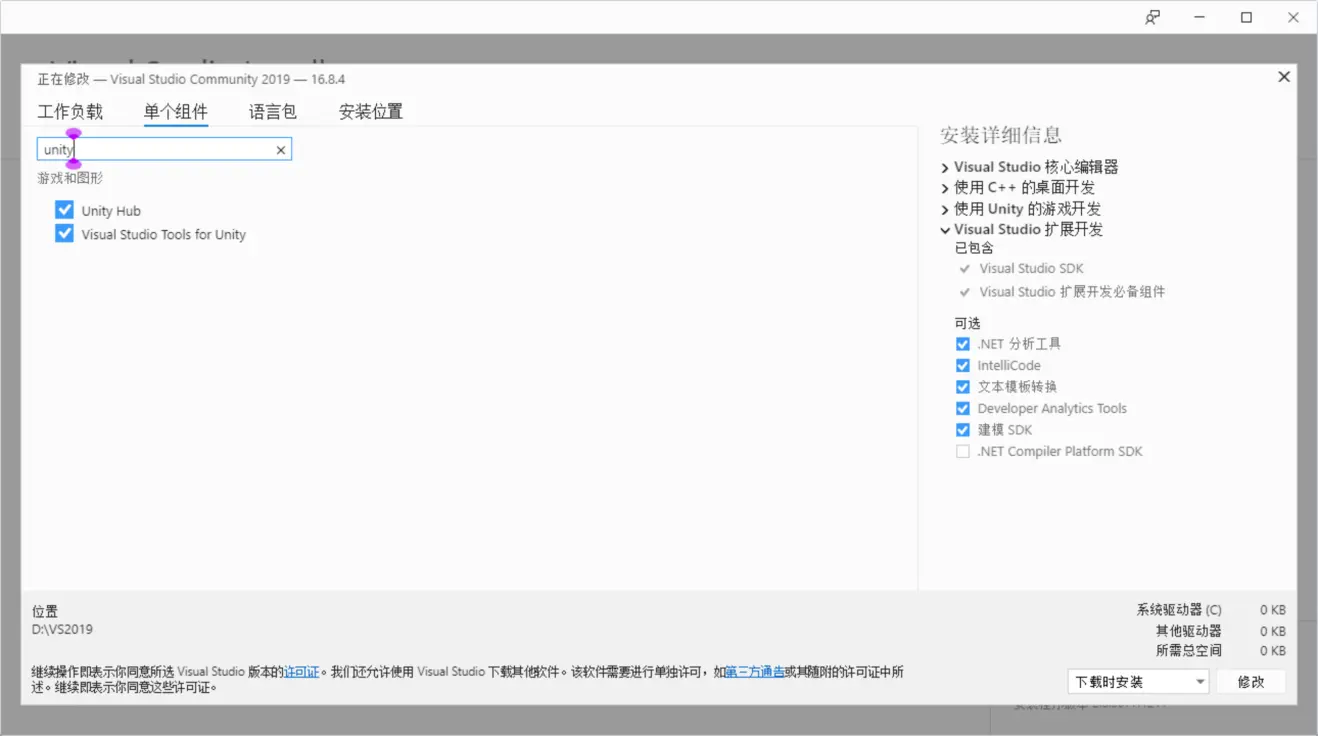 正在修改 — Visual Studio Community 2019 — 16.8.4
工作负载 单个组件 语言包 安装位置
unity
游戏和图形
Unity Hub
Visual Studio Tools for Unity
安装详细信息
Visual Studio 核心编辑器
使用 C++ 的桌面开发
使用 Unity 的游戏开发
Visual Studio 扩展开发
已包含
Visual Studio SDK
Visual Studio 扩展开发必备组件
可选
.NET 分析工具
IntelliCode
文本模板转换
Developer Analytics Tools
建模 SDK
.NET Compiler Platform SDK
位置
D:\VS2019
系统驱动器 (C) 0 KB
其他驱动器 0 KB
所需总空间 0 KB
继续操作即表示你同意所选 Visual Studio 版本的许可证。我们还允许使用 Visual Studio 下载其他软件。该软件需要进行单独许可，如第三方通告或其随附的许可证中所
述。继续即表示你同意这些许可证。
下载时安装 修改